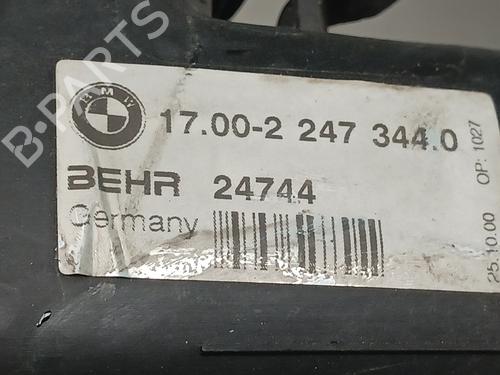 B-PARTS
BMW
17.00-2 247 344.0
BEHR 24744
Germany
25.10.00 OP: 1027